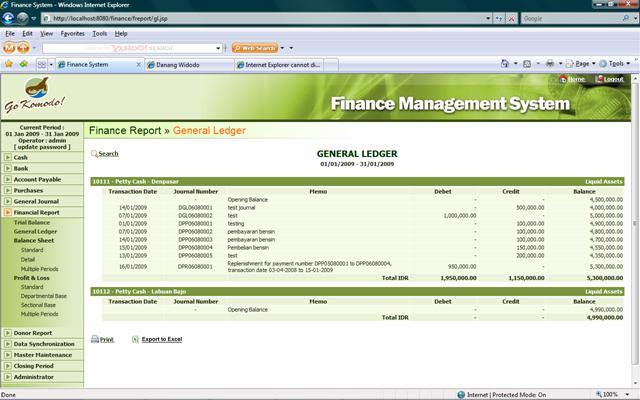 Finance System - Windows Internet Explorer
http://localhost:8080/finance/freport/gl.jsp
Google
File Edit View Favorites Tools Help
YAHOO! SEARCH Web Search
Finance System Danang Widodo Internet Explorer cannot di... Page Tools
Home Logout
Go Komodo!
Finance Management System
Current Period :
01 Jan 2009 - 31 Jan 2009
Operator : admin
[ update password ]
Cash
Bank
Account Payable
Purchases
General Journal
Financial Report
Trial Balance
General Ledger
Balance Sheet
Standard
Detail
Multiple Periods
Profit & Loss
Standard
Departmental Base
Sectional Base
Multiple Periods
Donor Report
Data Synchronization
Master Maintenance
Closing Period
Administrator
Finance Report » General Ledger
Search
GENERAL LEDGER
01/01/2009 - 31/01/2009
10111 - Petty Cash - Denpasar Liquid Assets
Transaction Date Journal Number Memo Debet Credit Balance
- Opening Balance - - 4,500,000.00
14/01/2009 DGL06080001 test journal - 500,000.00 4,000,000.00
07/01/2009 DGL06080002 test 1,000,000.00 - 5,000,000.00
01/01/2009 DPP06080001 testing - 100,000.00 4,900,000.00
07/01/2009 DPP06080002 pembayaran bensin - 100,000.00 4,800,000.00
14/01/2009 DPP06080003 pembayaran bensin - 100,000.00 4,700,000.00
15/01/2009 DPP06080004 Pembelian bensin - 150,000.00 4,550,000.00
13/01/2009 DPP06080005 test - 200,000.00 4,350,000.00
16/01/2009 DPR06080001 Replenishment for payment number DPP05080001 to DPP06080004, 950,000.00 - 5,300,000.00
transaction date 03-04-2008 to 15-01-2009
Total IDR 1,950,000.00 1,150,000.00 5,300,000.00
10112 - Petty Cash - Labuan Bajo Liquid Assets
Transaction Date Journal Number Memo Debet Credit Balance
- Opening Balance - - 4,990,000.00
Total IDR - - 4,990,000.00
Print Export to Excel
Done Internet | Protected Mode: On 100%